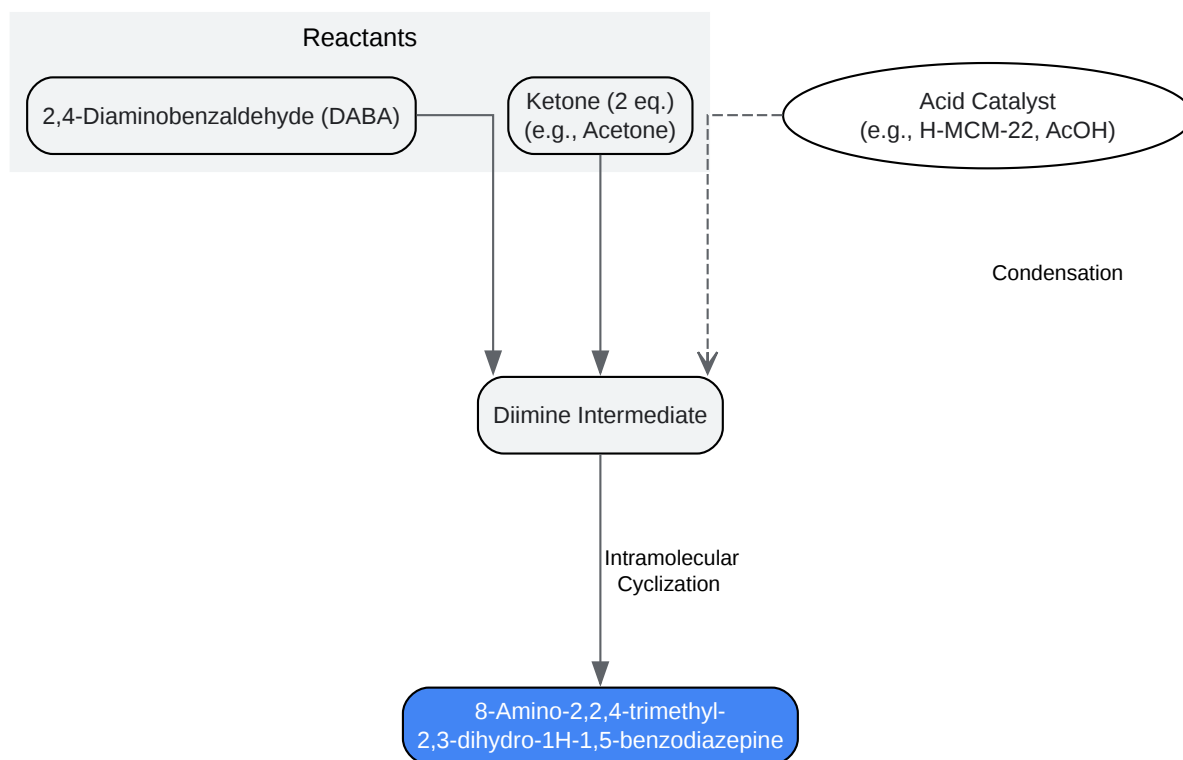 Reactants
2,4-Diaminobenzaldehyde (DABA)
Ketone (2 eq.)
(e.g., Acetone)
Acid Catalyst
(e.g., H-MCM-22, AcOH)
Condensation
Diimine Intermediate
Intramolecular
Cyclization
8-Amino-2,2,4-trimethyl-
2,3-dihydro-1H-1,5-benzodiazepine